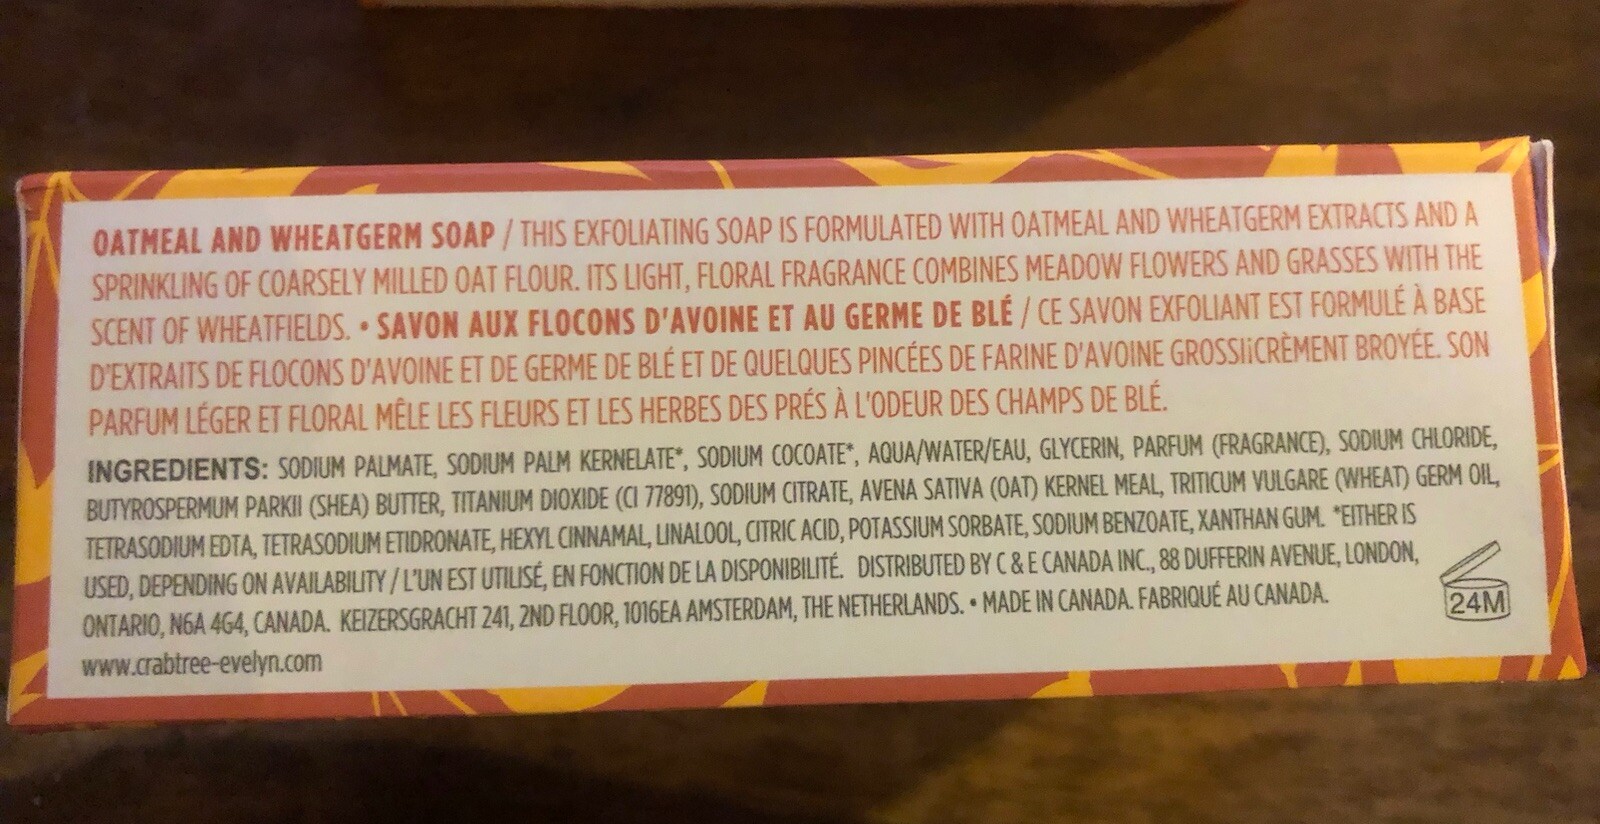 OATMEAL AND WHEATGERM SOAP / THIS EXFOLIATING SOAP IS FORMULATED WITH OATMEAL AND WHEATGERM EXTRACTS AND A
SPRINKLING OF COARSELY MILLED OAT FLOUR. ITS LIGHT, FLORAL FRAGRANCE COMBINES MEADOW FLOWERS AND GRASSES WITH THE
SCENT OF WHEATFIELDS. • SAVON AUX FLOCONS D'AVOINE ET AU GERME DE BLÉ / CE SAVON EXFOLIANT EST FORMULÉ À BASE
D'EXTRAITS DE FLOCONS D'AVOINE ET DE GERME DE BLÉ ET DE QUELQUES PINCÉES DE FARINE D'AVOINE GROSSIiCRÈMENT BROYÉE. SON
PARFUM LÉGER ET FLORAL MÊLE LES FLEURS ET LES HERBES DES PRÉS À L'ODEUR DES CHAMPS DE BLÉ.
INGREDIENTS: SODIUM PALMATE, SODIUM PALM KERNELATE*, SODIUM COCOATE*, AQUA/WATER/EAU, GLYCERIN, PARFUM (FRAGRANCE), SODIUM CHLORIDE,
BUTYROSPERMUM PARKII (SHEA) BUTTER, TITANIUM DIOXIDE (CI 77891), SODIUM CITRATE, AVENA SATIVA (OAT) KERNEL MEAL, TRITICUM VULGARE (WHEAT) GERM OIL,
TETRASODIUM EDTA, TETRASODIUM ETIDRONATE, HEXYL CINNAMAL, LINALOOL, CITRIC ACID, POTASSIUM SORBATE, SODIUM BENZOATE, XANTHAN GUM. *EITHER IS
USED, DEPENDING ON AVAILABILITY / L'UN EST UTILISÉ, EN FONCTION DE LA DISPONIBILITÉ. DISTRIBUTED BY C & E CANADA INC., 88 DUFFERIN AVENUE, LONDON,
ONTARIO, N6A 4G4, CANADA. KEIZERSGRACHT 241, 2ND FLOOR, 1016EA AMSTERDAM, THE NETHERLANDS. • MADE IN CANADA. FABRIQUÉ AU CANADA.
24M
www.crabtree-evelyn.com